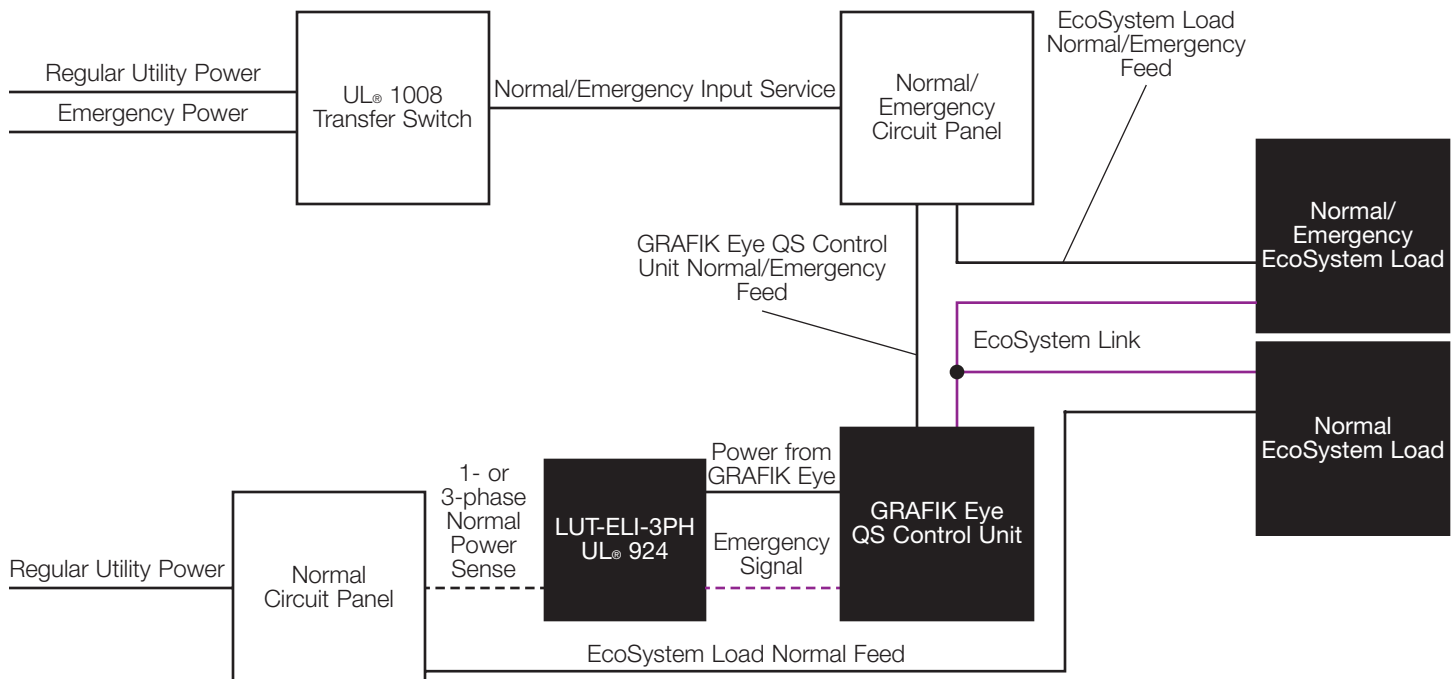 Regular Utility Power
Emergency Power
UL® 1008
Transfer Switch
Normal/Emergency Input Service
Normal/
Emergency
Circuit Panel
EcoSystem Load
Normal/Emergency
Feed
Normal/
Emergency
EcoSystem Load
GRAFIK Eye QS Control
Unit Normal/Emergency
Feed
EcoSystem Link
Normal
EcoSystem Load
Regular Utility Power
Normal
Circuit Panel
1- or
3-phase
Normal
Power
Sense
LUT-ELI-3PH
UL® 924
Power from
GRAFIK Eye
Emergency
Signal
GRAFIK Eye
QS Control Unit
EcoSystem Load Normal Feed